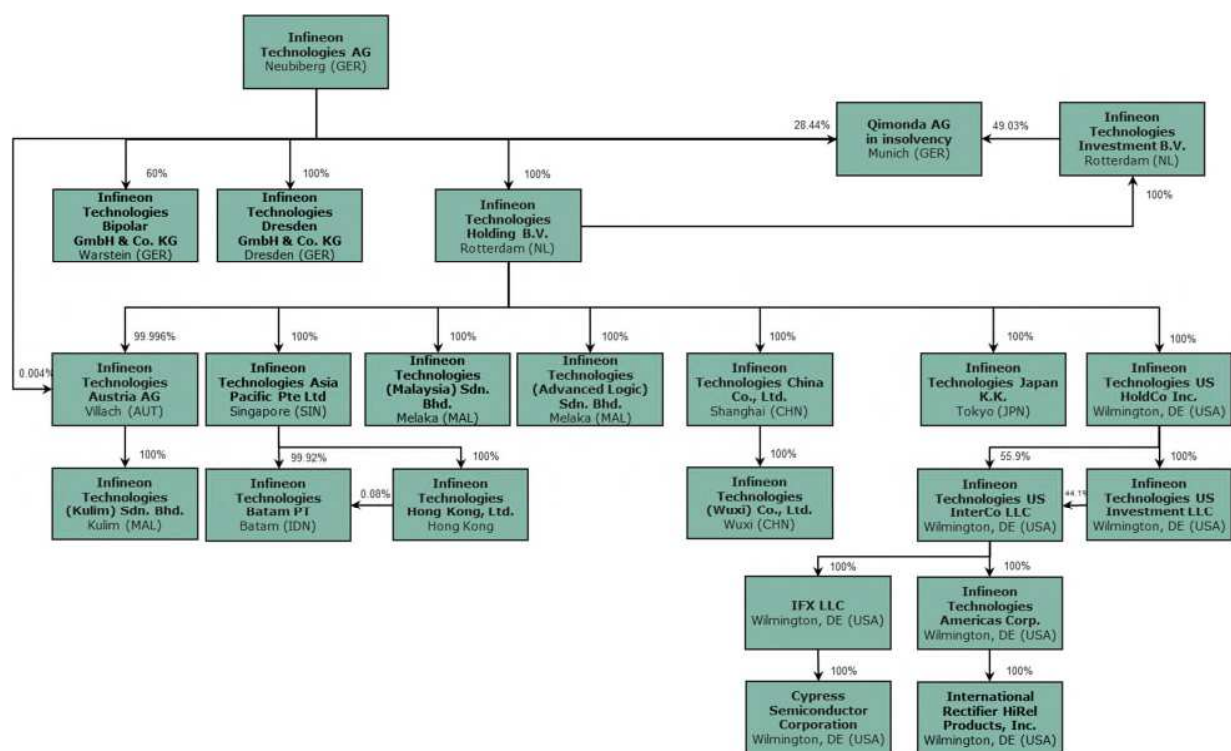 Infineon
Technologies AG
Neubiberg (GER)
28.44%
Qimonda AG
in insolvency
Munich (GER)
49.03%
Infineon
Technologies
Investment B.V.
Rotterdam (NL)
60%
100%
100%
100%
Infineon
Technologies
Bipolar
GmbH & Co. KG
Warstein (GER)
Infineon
Technologies
Dresden
GmbH & Co. KG
Dresden (GER)
Infineon
Technologies
Holding B.V.
Rotterdam (NL)
99.996%
100%
100%
100%
100%
100%
100%
0.004%
Infineon
Technologies
Austria AG
Villach (AUT)
Infineon
Technologies Asia
Pacific Pte Ltd
Singapore (SIN)
Infineon
Technologies
(Malaysia) Sdn.
Bhd.
Melaka (MAL)
Infineon
Technologies
(Advanced Logic)
Sdn. Bhd.
Melaka (MAL)
Infineon
Technologies China
Co., Ltd.
Shanghai (CHN)
Infineon
Technologies Japan
K.K.
Tokyo (JPN)
Infineon
Technologies US
HoldCo Inc.
Wilmington, DE (USA)
100%
99.92%
100%
100%
55.9%
100%
Infineon
Technologies
(Kulim) Sdn. Bhd.
Kulim (MAL)
Infineon
Technologies
Batam PT
Batam (IDN)
0.08%
Infineon
Technologies
Hong Kong, Ltd.
Hong Kong
Infineon
Technologies
(Wuxi) Co., Ltd.
Wuxi (CHN)
Infineon
Technologies US
InterCo LLC
Wilmington, DE (USA)
44.1%
Infineon
Technologies US
Investment LLC
Wilmington, DE (USA)
100%
100%
IFX LLC
Wilmington, DE (USA)
Infineon
Technologies
Americas Corp.
Wilmington, DE (USA)
100%
100%
Cypress
Semiconductor
Corporation
Wilmington, DE (USA)
International
Rectifier HiRel
Products, Inc.
Wilmington, DE (USA)